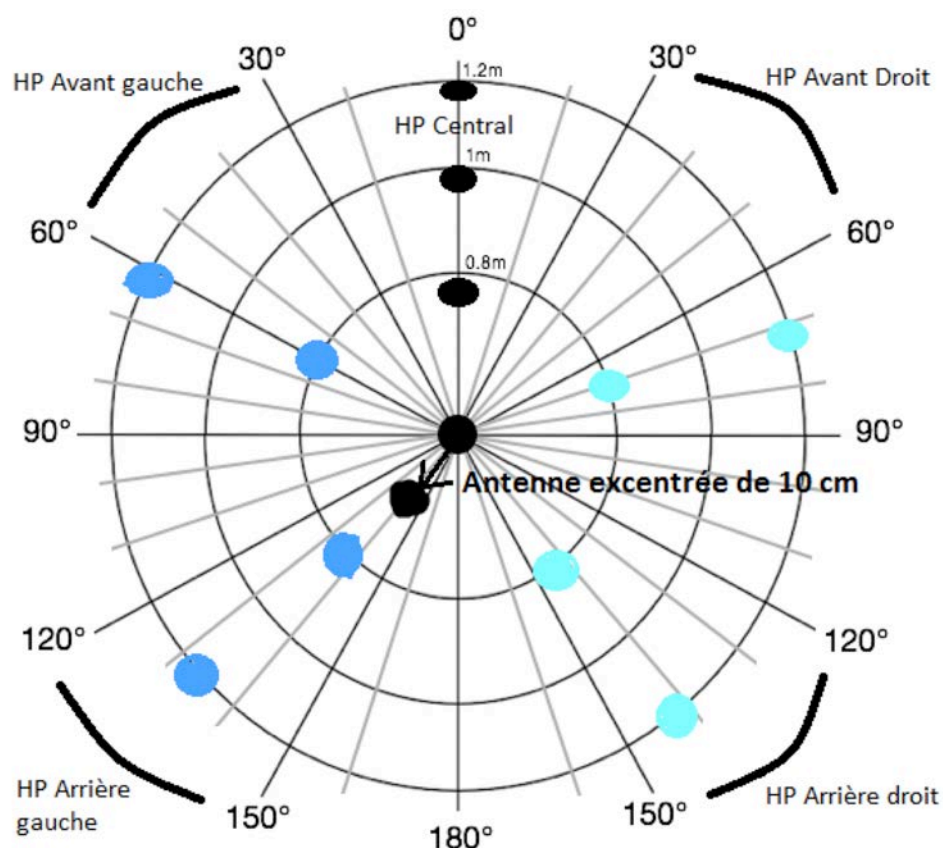 0°
30°
30°
HP Avant gauche
HP Avant Droit
1.2m
HP Central
1m
60°
60°
0.8m
90°
90°
Antenne excentrée de 10 cm
120°
120°
HP Arrière
gauche
HP Arrière droit
150°
150°
180°